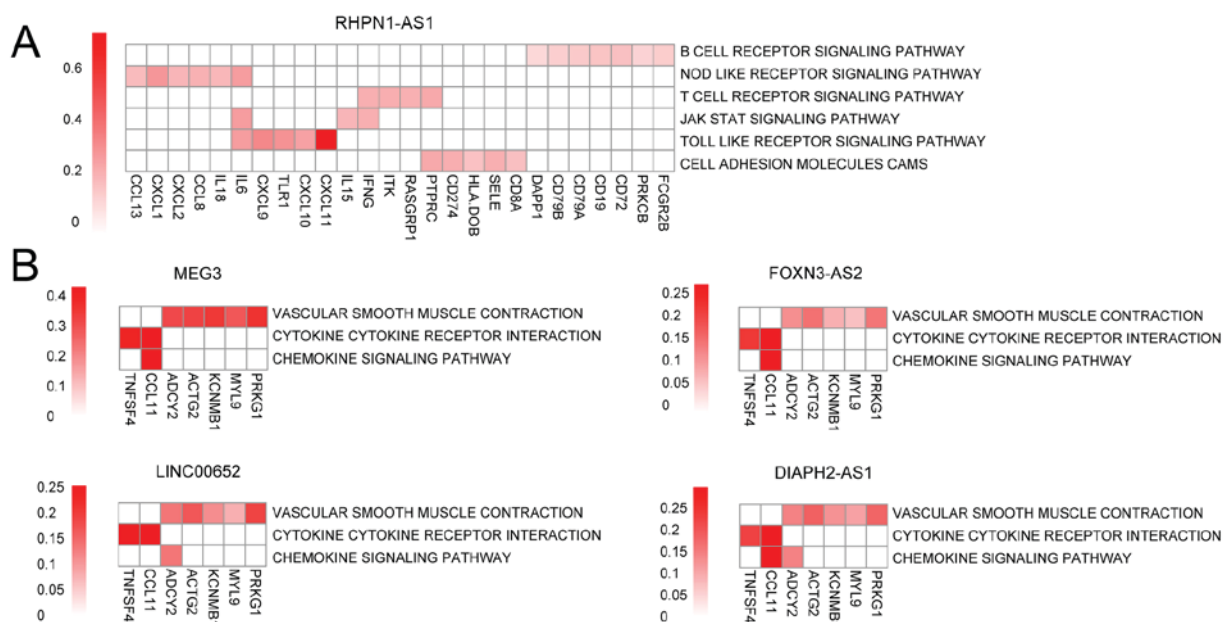 A
RHPN1-AS1
0.6
0.4
0.2
0
B CELL RECEPTOR SIGNALING PATHWAY
NOD LIKE RECEPTOR SIGNALING PATHWAY
T CELL RECEPTOR SIGNALING PATHWAY
JAK STAT SIGNALING PATHWAY
TOLL LIKE RECEPTOR SIGNALING PATHWAY
CELL ADHESION MOLECULES CAMS
CCL13
CXCL1
CXCL2
CCL8
IL18
IL6
CXCL9
TLR1
CXCL10
CXCL11
IL15
IFNG
ITK
RASGRP1
PTPRC
CD274
HLA.DOB
SELE
CD8A
DAPP1
CD79B
CD79A
CD19
CD72
PRKCB
FCGR2B
B
MEG3
0.4
0.3
0.2
0.1
0
VASCULAR SMOOTH MUSCLE CONTRACTION
CYTOKINE CYTOKINE RECEPTOR INTERACTION
CHEMOKINE SIGNALING PATHWAY
TNFSF4
CCL11
ADCY2
ACTG2
KCNMB1
MYL9
PRKG1
FOXN3-AS2
0.25
0.2
0.15
0.1
0.05
0
VASCULAR SMOOTH MUSCLE CONTRACTION
CYTOKINE CYTOKINE RECEPTOR INTERACTION
CHEMOKINE SIGNALING PATHWAY
TNFSF4
CCL11
ADCY2
ACTG2
KCNMB1
MYL9
PRKG1
LINC00652
0.25
0.2
0.15
0.1
0.05
0
VASCULAR SMOOTH MUSCLE CONTRACTION
CYTOKINE CYTOKINE RECEPTOR INTERACTION
CHEMOKINE SIGNALING PATHWAY
TNFSF4
CCL11
ADCY2
ACTG2
KCNMB
MYL9
PRKG1
DIAPH2-AS1
0.25
0.2
0.15
0.1
0.05
0
VASCULAR SMOOTH MUSCLE CONTRACTION
CYTOKINE CYTOKINE RECEPTOR INTERACTION
CHEMOKINE SIGNALING PATHWAY
TNFSF4
CCL11
ADCY2
ACTG2
KCNMB
MYL9
PRKG1